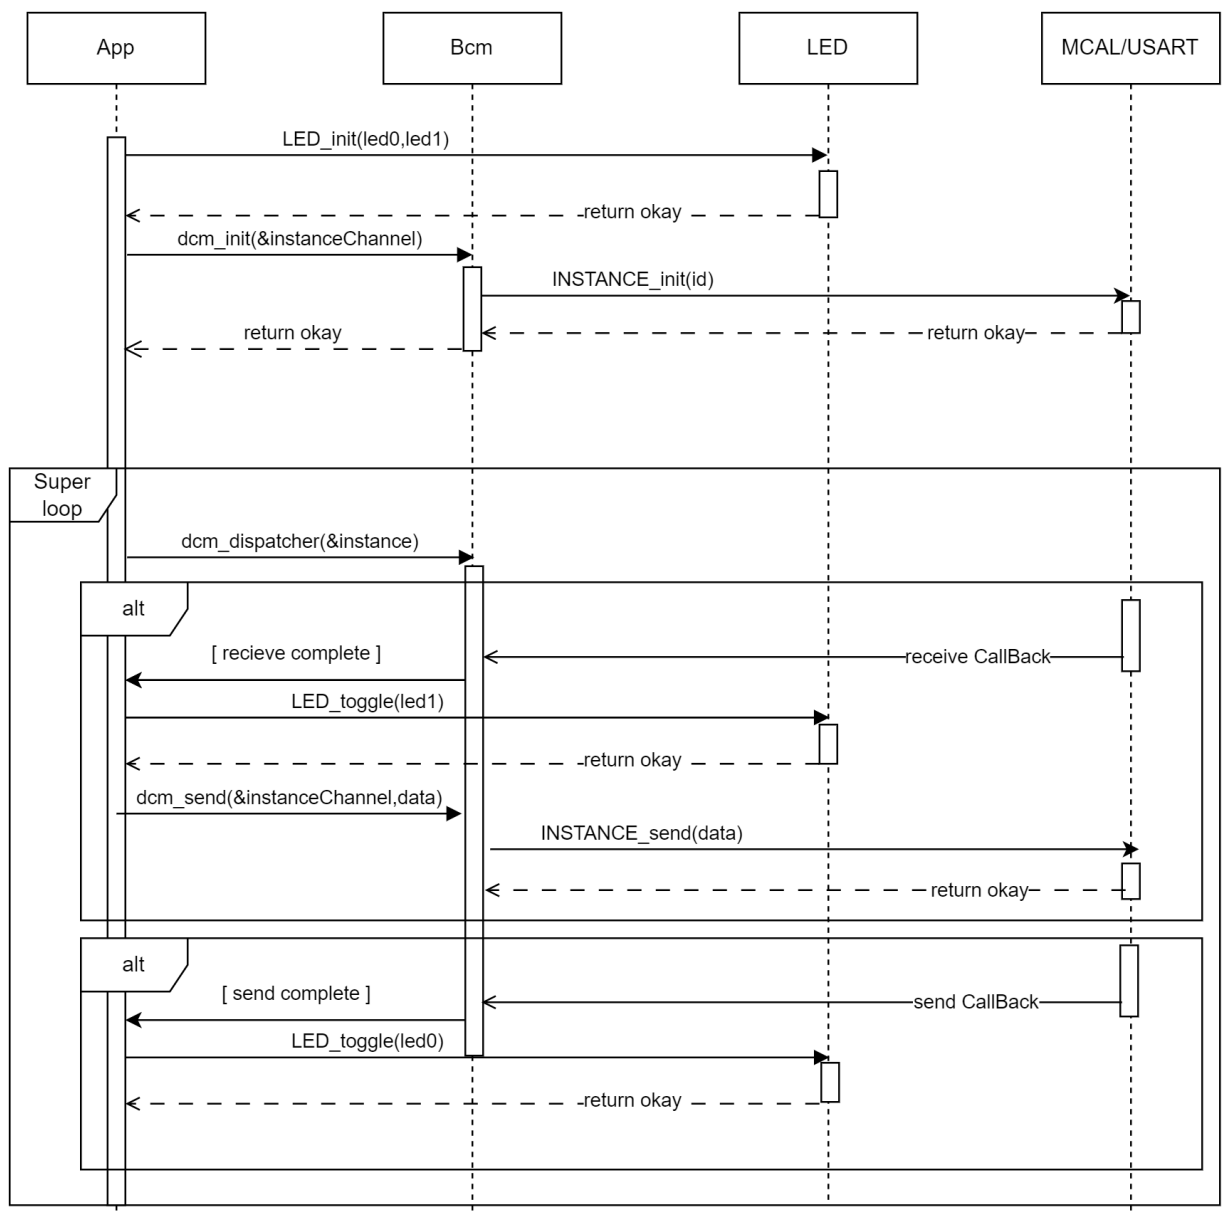 App
Bcm
LED
MCAL/USART
LED_init(led0,led1)
return okay
dcm_init(&instanceChannel)
INSTANCE_init(id)
return okay
return okay
Super
loop
dcm_dispatcher(&instance)
alt
[ recieve complete ]
receive CallBack
LED_toggle(led1)
return okay
dcm_send(&instanceChannel,data)
INSTANCE_send(data)
return okay
alt
[ send complete ]
send CallBack
LED_toggle(led0)
return okay